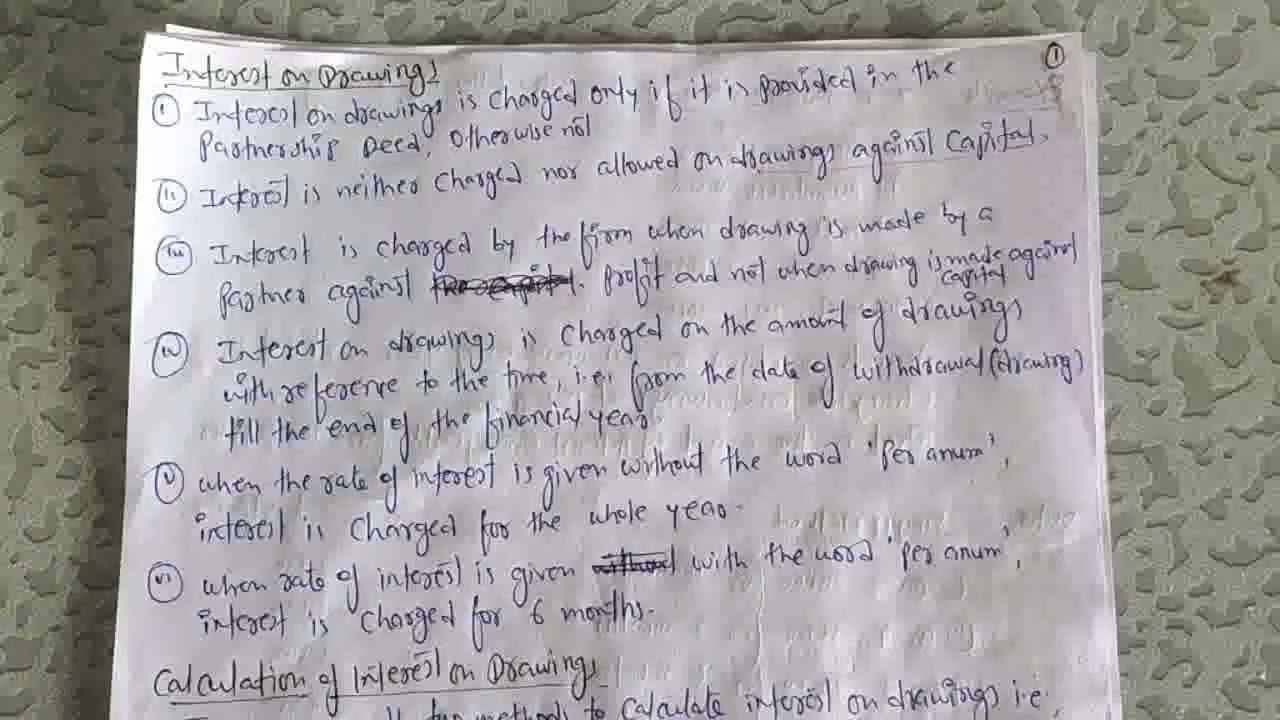 Interest on Drawings
①
(i) Interest on drawings is charged only if it is provided in the
Partnership Deed, otherwise not
(ii) Interest is neither charged nor allowed on drawings against Capital.
(iii) Interest is charged by the firm when drawing is made by a
partner against profit and not when drawing is made against
capital
(iv) Interest on drawings is charged on the amount of drawings
with reference to the time, i.e. from the date of withdrawal (drawing)
till the end of the financial year.
(v) when the rate of interest is given without the word 'Per anum',
interest is charged for the whole year.
(vi) when rate of interest is given with the word 'per anum',
interest is charged for 6 months.
Calculation of Interest on Drawings
methods to calculate interest on drawings i.e.